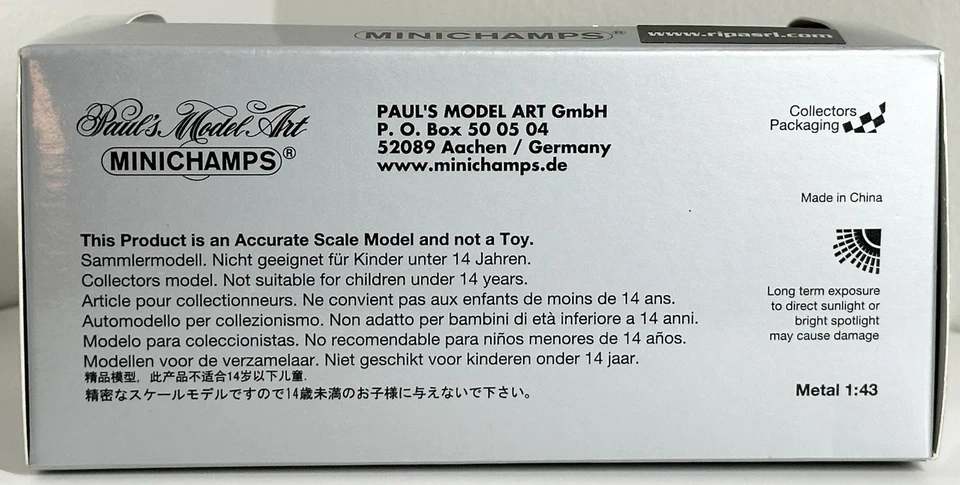 MINICHAMPS®
www.ripasrl.com
Paul's Model Art
MINICHAMPS®
PAUL'S MODEL ART GmbH
P. O. Box 50 05 04
52089 Aachen / Germany
www.minichamps.de
Collectors
Packaging
Made in China
This Product is an Accurate Scale Model and not a Toy.
Sammlermodell. Nicht geeignet für Kinder unter 14 Jahren.
Collectors model. Not suitable for children under 14 years.
Article pour collectionneurs. Ne convient pas aux enfants de moins de 14 ans.
Automodello per collezionismo. Non adatto per bambini di età inferiore a 14 anni.
Modelo para coleccionistas. No recomendable para niños menores de 14 años.
Modellen voor de verzamelaar. Niet geschikt voor kinderen onder 14 jaar.
精品模型，此产品不适合14岁以下儿童.
精密なスケールモデルですので14歳未満のお子様に与えないで下さい。
Long term exposure
to direct sunlight or
bright spotlight
may cause damage
Metal 1:43